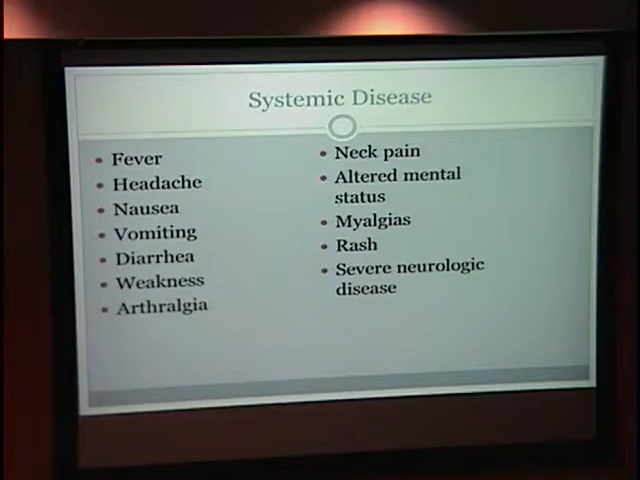 Systemic Disease
• Fever
• Headache
• Nausea
• Vomiting
• Diarrhea
• Weakness
• Arthralgia
• Neck pain
• Altered mental
status
• Myalgias
• Rash
• Severe neurologic
disease